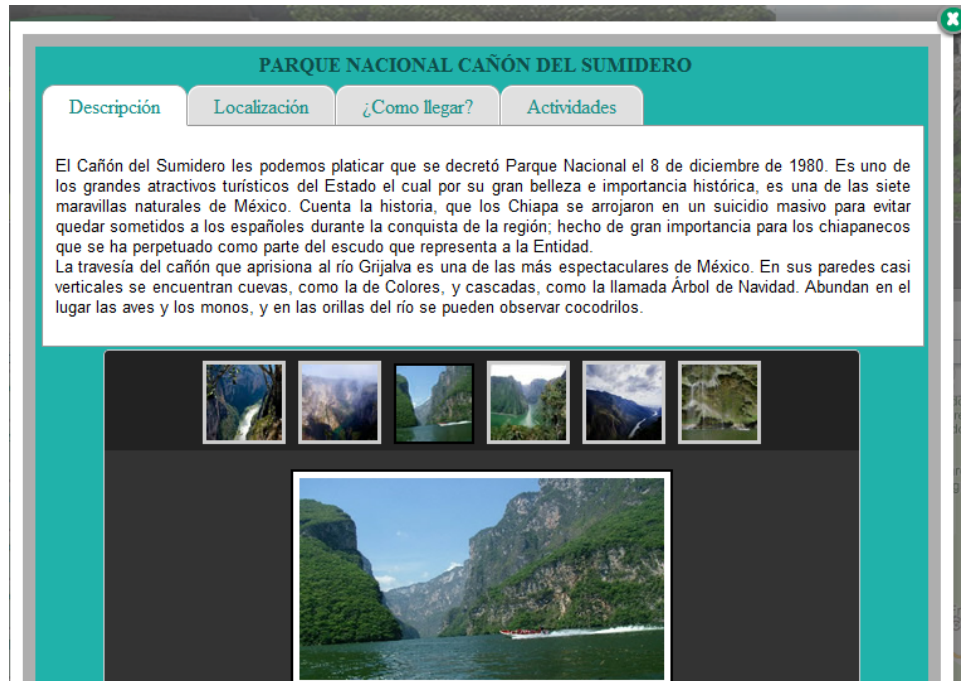 PARQUE NACIONAL CAÑÓN DEL SUMIDERO
Descripción
Localización
¿Como llegar?
Actividades
El Cañón del Sumidero les podemos platicar que se decretó Parque Nacional el 8 de diciembre de 1980. Es uno de
los grandes atractivos turísticos del Estado el cual por su gran belleza e importancia histórica, es una de las siete
maravillas naturales de México. Cuenta la historia, que los Chiapa se arrojaron en un suicidio masivo para evitar
quedar sometidos a los españoles durante la conquista de la región; hecho de gran importancia para los chiapanecos
que se ha perpetuado como parte del escudo que representa a la Entidad.
La travesía del cañón que aprisiona al río Grijalva es una de las más espectaculares de México. En sus paredes casi
verticales se encuentran cuevas, como la de Colores, y cascadas, como la llamada Árbol de Navidad. Abundan en el
lugar las aves y los monos, y en las orillas del río se pueden observar cocodrilos.